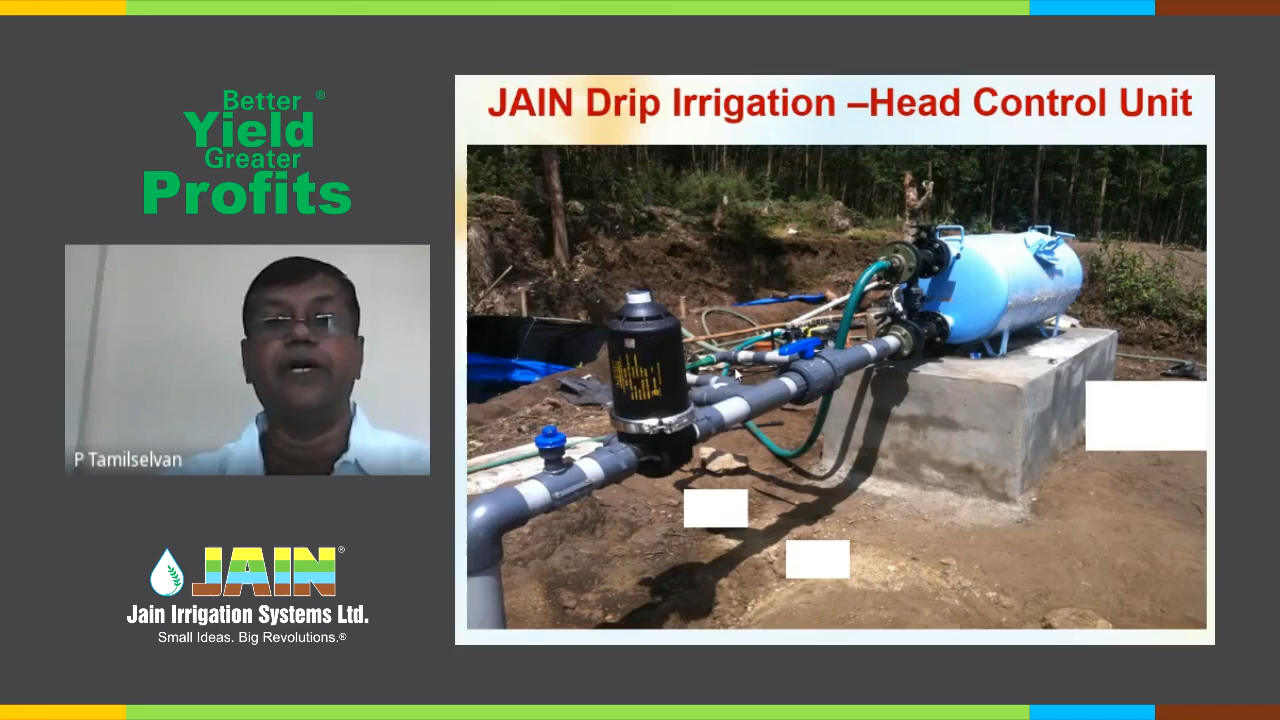 Better ®
Yield
Greater
Profits
P Tamilselvan
JAIN®
Jain Irrigation Systems Ltd.
Small Ideas. Big Revolutions.®
JAIN Drip Irrigation –Head Control Unit